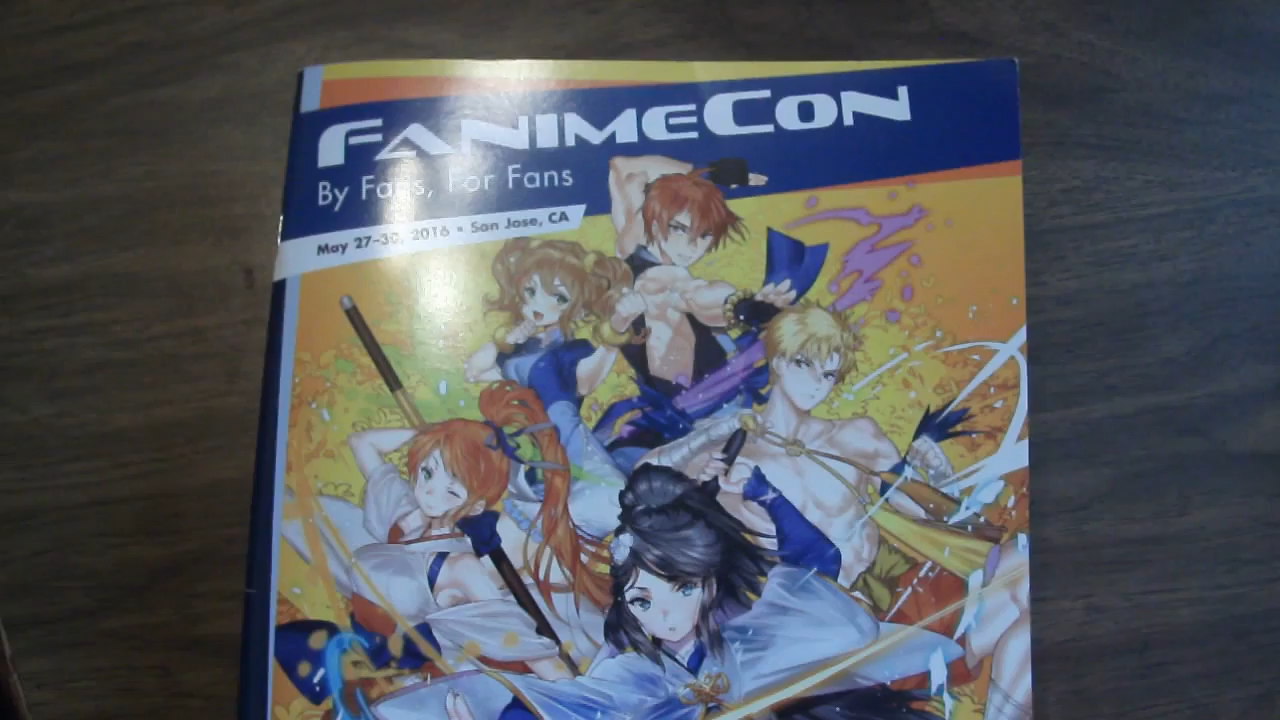 FANIMECON
By Fans, For Fans
May 27-30, 2016 • San Jose, CA